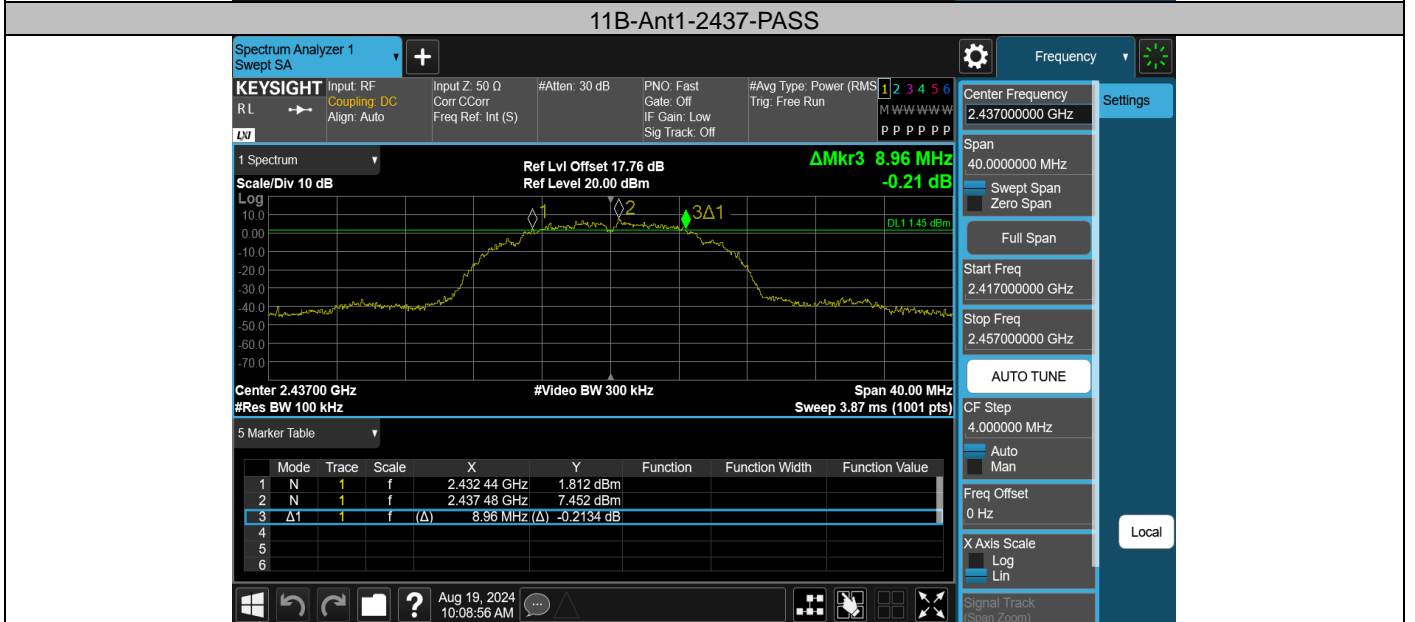 11B-Ant1-2437-PASS
Spectrum Analyzer 1
Swept SA
Frequency
KEYSIGHT
RL
LXI
Input: RF
Coupling: DC
Align: Auto
Input Z: 50 Ω
Corr CCorr
Freq Ref: Int (S)
#Atten: 30 dB
PNO: Fast
Gate: Off
IF Gain: Low
Sig Track: Off
#Avg Type: Power (RMS
Trig: Free Run
1 2 3 4 5 6
M W W W W W
P P P P P P
1 Spectrum
Scale/Div 10 dB
Ref Lvl Offset 17.76 dB
Ref Level 20.00 dBm
ΔMkr3 8.96 MHz
-0.21 dB
Log
10.0
0.00
-10.0
-20.0
-30.0
-40.0
-50.0
-60.0
-70.0
1
2
3Δ1
DL1 1.45 dBm
Center 2.43700 GHz
#Video BW 300 kHz
Span 40.00 MHz
#Res BW 100 kHz
Sweep 3.87 ms (1001 pts)
5 Marker Table
Mode Trace Scale X Y Function Function Width Function Value
1 N 1 f 2.432 44 GHz 1.812 dBm
2 N 1 f 2.437 48 GHz 7.452 dBm
3 Δ1 1 f (Δ) 8.96 MHz (Δ) -0.2134 dB
4
5
6
Aug 19, 2024
10:08:56 AM
Center Frequency
2.437000000 GHz
Settings
Span
40.0000000 MHz
Swept Span
Zero Span
Full Span
Start Freq
2.417000000 GHz
Stop Freq
2.457000000 GHz
AUTO TUNE
CF Step
4.000000 MHz
Auto
Man
Freq Offset
0 Hz
X Axis Scale
Log
Lin
Local
Signal Track
(Span Zoom)